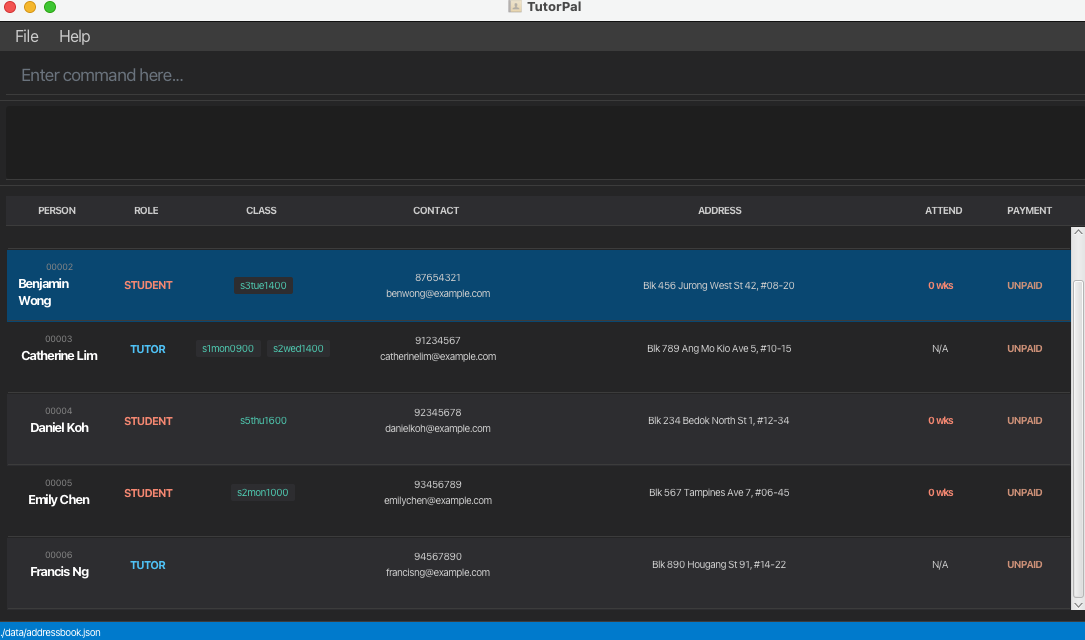 TutorPal
File Help
Enter command here...
PERSON ROLE CLASS CONTACT ADDRESS ATTEND PAYMENT
00002
Benjamin Wong
STUDENT
s3tue1400
87654321
benwong@example.com
Blk 456 Jurong West St 42, #08-20
0 wks
UNPAID
00003
Catherine Lim
TUTOR
s1mon0900 s2wed1400
91234567
catherinelim@example.com
Blk 789 Ang Mo Kio Ave 5, #10-15
N/A
UNPAID
00004
Daniel Koh
STUDENT
s5thu1600
92345678
danielkoh@example.com
Blk 234 Bedok North St 1, #12-34
0 wks
UNPAID
00005
Emily Chen
STUDENT
s2mon1000
93456789
emilychen@example.com
Blk 567 Tampines Ave 7, #06-45
0 wks
UNPAID
00006
Francis Ng
TUTOR
94567890
francisng@example.com
Blk 890 Hougang St 91, #14-22
N/A
UNPAID
./data/addressbook.json